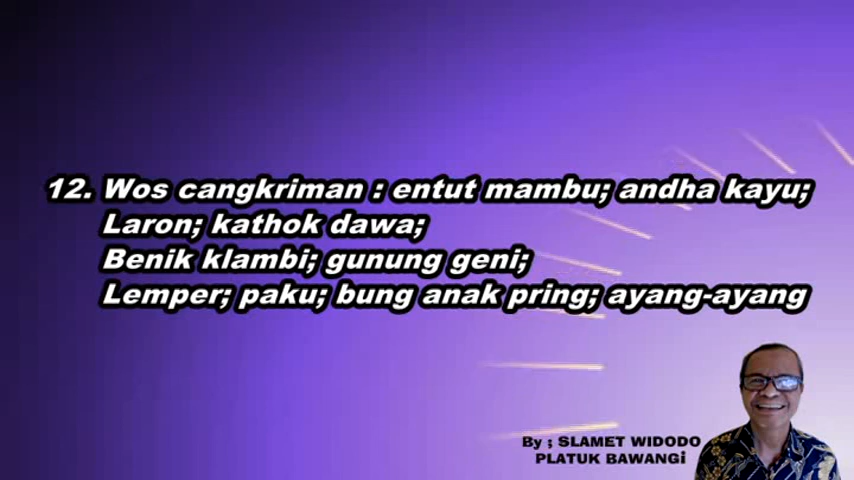 12. Wos cangkriman : entut mambu; andha kayu;
Laron; kathok dawa;
Benik klambi; gunung geni;
Lemper; paku; bung anak pring; ayang-ayang
By ; SLAMET WIDODO
PLATUK BAWANGi